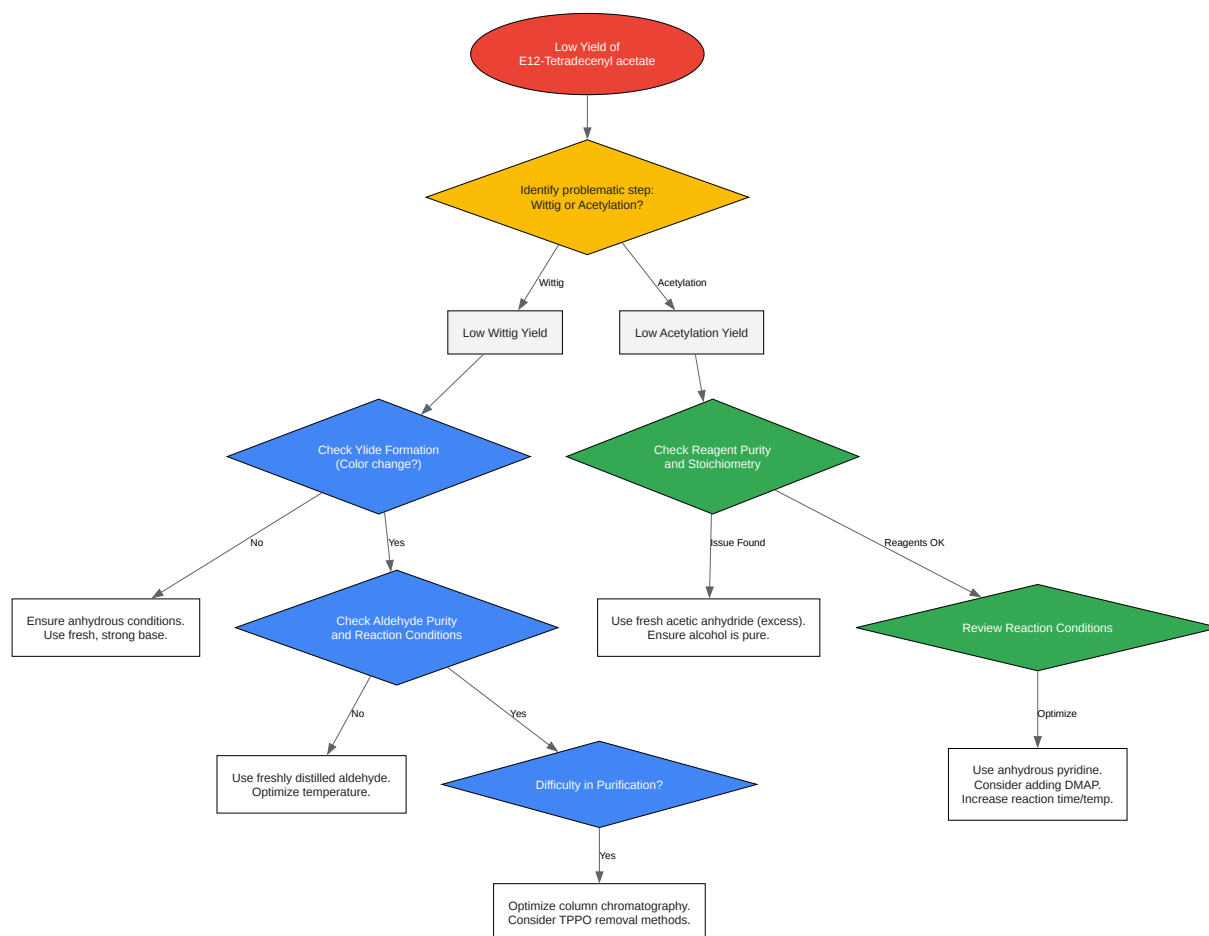 Low Yield of
E12-Tetradecenyl acetate
Identify problematic step:
Wittig or Acetylation?
Wittig
Acetylation
Low Wittig Yield
Low Acetylation Yield
Check Ylide Formation
(Color change?)
Check Reagent Purity
and Stoichiometry
No
Yes
Issue Found
Reagents OK
Ensure anhydrous conditions.
Use fresh, strong base.
Check Aldehyde Purity
and Reaction Conditions
Use fresh acetic anhydride (excess).
Ensure alcohol is pure.
Review Reaction Conditions
No
Yes
Optimize
Use freshly distilled aldehyde.
Optimize temperature.
Difficulty in Purification?
Use anhydrous pyridine.
Consider adding DMAP.
Increase reaction time/temp.
Yes
Optimize column chromatography.
Consider TPPO removal methods.